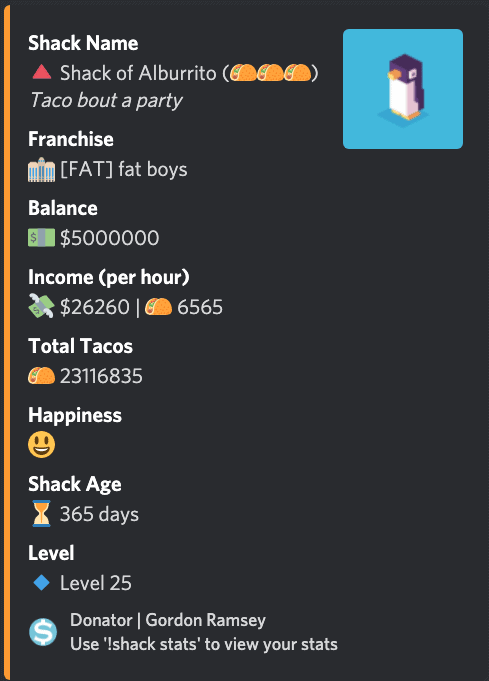 Shack Name
Shack of Alburrito (🌮🌮🌮)
Taco bout a party
Franchise
[FAT] fat boys
Balance
$5000000
Income (per hour)
$26260 | 🌮 6565
Total Tacos
23116835
Happiness
Shack Age
365 days
Level
Level 25
Donator | Gordon Ramsey
Use '!shack stats' to view your stats